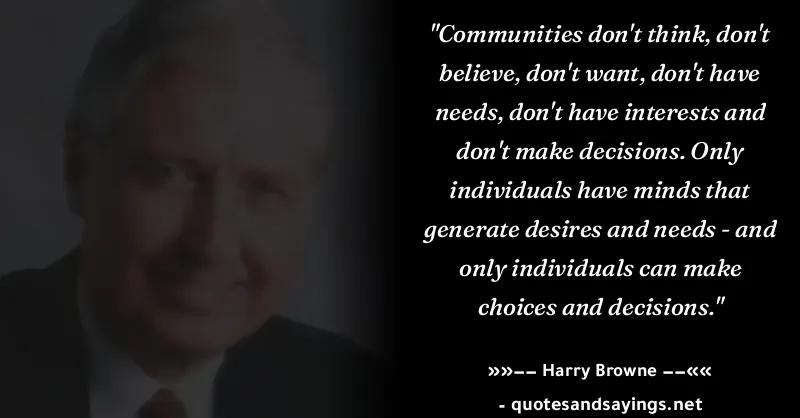 "Communities don't think, don't
believe, don't want, don't have
needs, don't have interests and
don't make decisions. Only
individuals have minds that
generate desires and needs - and
only individuals can make
choices and decisions."
»»−− Harry Browne −−««
- quotesandsayings.net